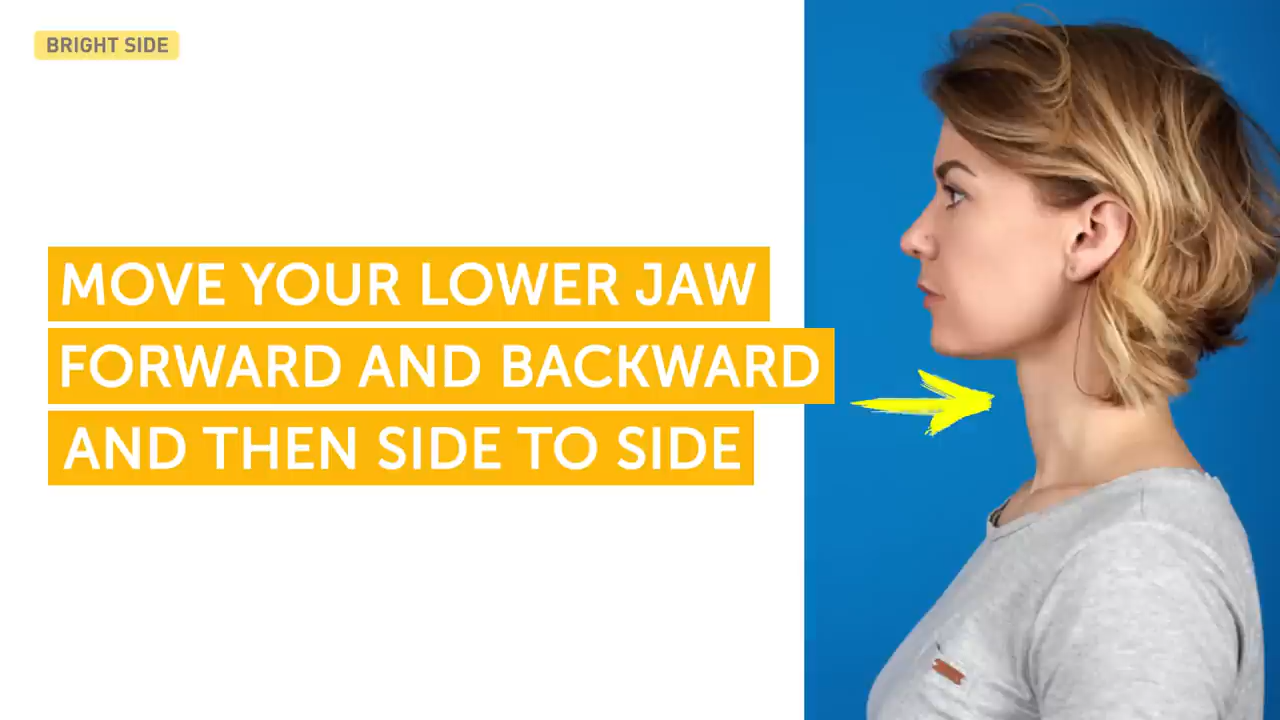 BRIGHT SIDE
MOVE YOUR LOWER JAW
FORWARD AND BACKWARD
AND THEN SIDE TO SIDE